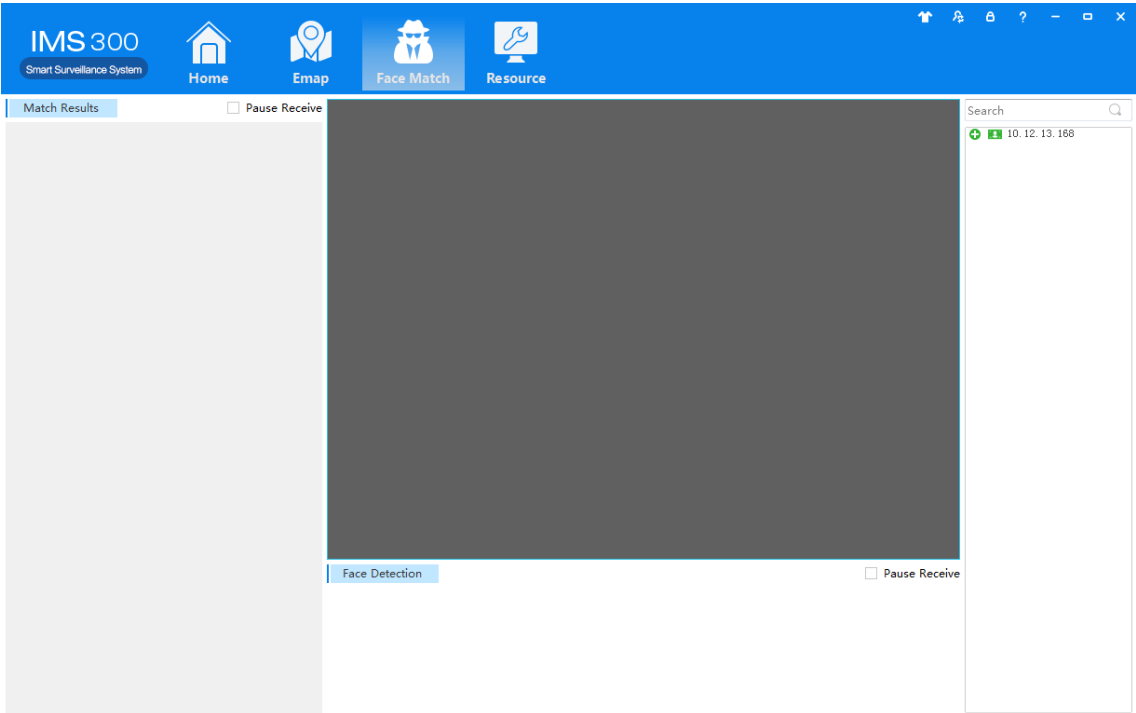 IMS 300
Smart Surveillance System
Home
Emap
Face Match
Resource
?
Match Results
Pause Receive
Search
10.12.13.168
Face Detection
Pause Receive